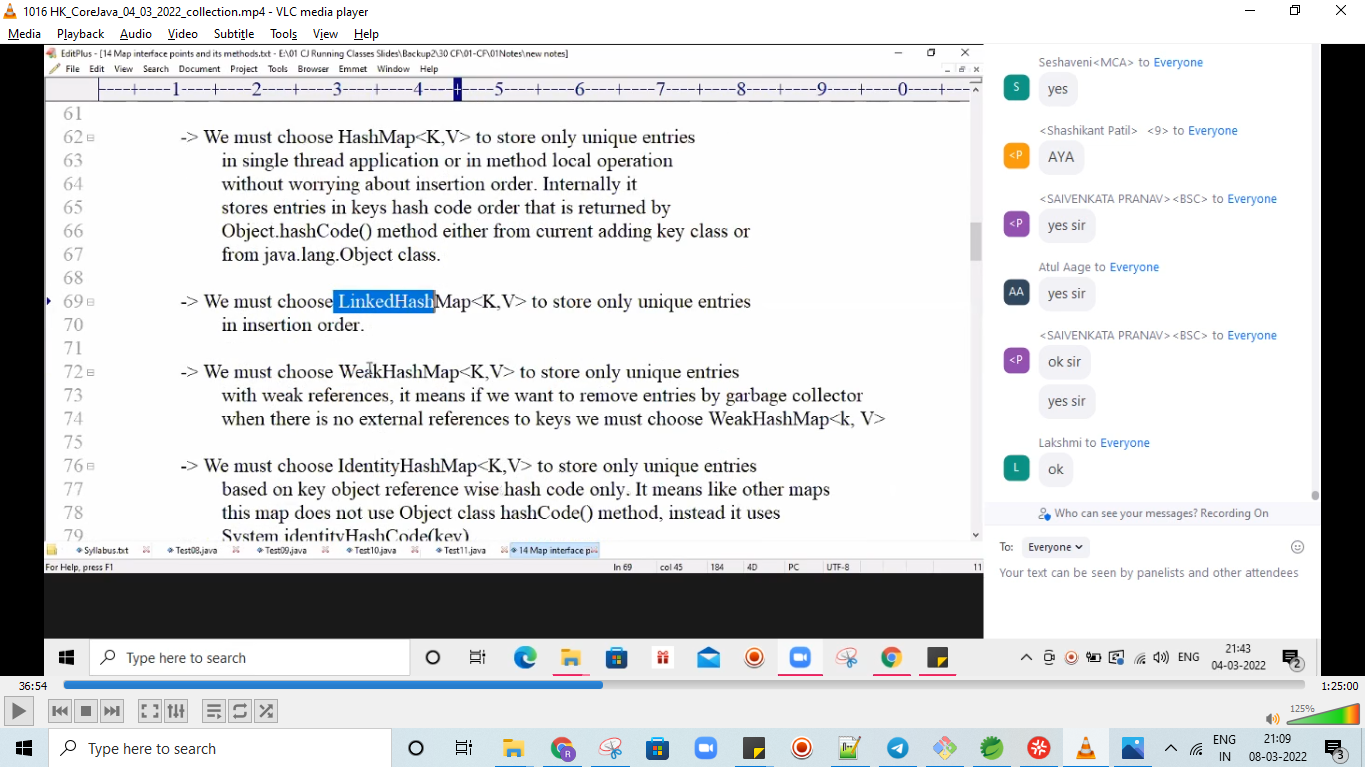 1016 HK_CoreJava_04_03_2022_collection.mp4 - VLC media player
Media Playback Audio Video Subtitle Tools View Help
EditPlus - [14 Map interface points and its methods.txt - E:\01 CJ Running Classes Slides\Backup2\30 CF\01-CF\01Notes\new notes]
File Edit View Search Document Project Tools Browser Emmet Window Help
----+----1----+----2----+----3----+----4----+----5----+----6----+----7----+----8----+----9----+----0----+---
61
62 -> We must choose HashMap<K,V> to store only unique entries
63 in single thread application or in method local operation
64 without worrying about insertion order. Internally it
65 stores entries in keys hash code order that is returned by
66 Object.hashCode() method either from current adding key class or
67 from java.lang.Object class.
68
69 -> We must choose LinkedHashMap<K,V> to store only unique entries
70 in insertion order.
71
72 -> We must choose WeakHashMap<K,V> to store only unique entries
73 with weak references, it means if we want to remove entries by garbage collector
74 when there is no external references to keys we must choose WeakHashMap<k, V>
75
76 -> We must choose IdentityHashMap<K,V> to store only unique entries
77 based on key object reference wise hash code only. It means like other maps
78 this map does not use Object class hashCode() method, instead it uses
79 System.identityHashCode(key)
Syllabus.txt Test08.java Test09.java Test10.java Test11.java 14 Map interface p
For Help, press F1 ln 69 col 45 184 4D PC UTF-8 11
Seshaveni<MCA> to Everyone
S yes
<Shashikant Patil> <9> to Everyone
<P AYA
<SAIVENKATA PRANAV><BSC> to Everyone
<P yes sir
Atul Aage to Everyone
AA yes sir
<SAIVENKATA PRANAV><BSC> to Everyone
<P ok sir
yes sir
Lakshmi to Everyone
L ok
Who can see your messages? Recording On
To: Everyone
Your text can be seen by panelists and other attendees
Type here to search
ENG 21:43
04-03-2022
2
36:54 1:25:00
125%
Type here to search
ENG 21:09
IN 08-03-2022
3